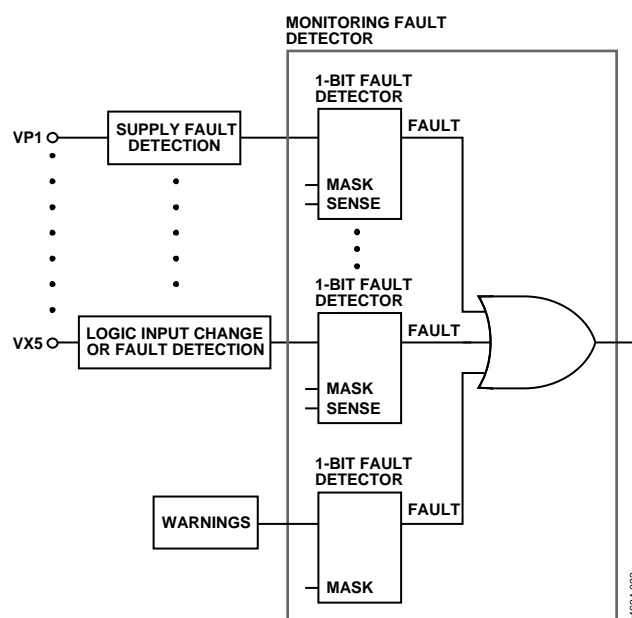 MONITORING FAULT
DETECTOR
1-BIT FAULT
DETECTOR
FAULT
VP1
SUPPLY FAULT
DETECTION
MASK
SENSE
1-BIT FAULT
DETECTOR
FAULT
VX5
LOGIC INPUT CHANGE
OR FAULT DETECTION
MASK
SENSE
1-BIT FAULT
DETECTOR
FAULT
WARNINGS
MASK